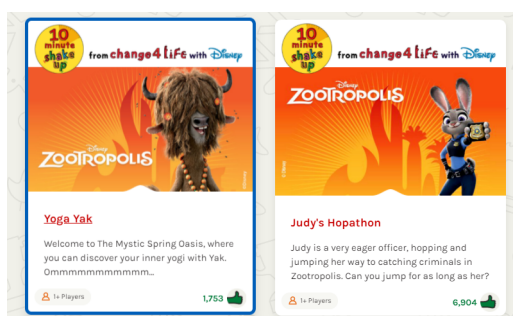 10
minute
shake
up
from change4Life with Disney
Disney
ZOOTROPOLIS
Yoga Yak
Welcome to The Mystic Spring Oasis, where
you can discover your inner yogi with Yak.
Ommmmmmmmmmm...
1+ Players
1,753
10
minute
shake
up
from change4Life with Disney
Disney
ZOOTROPOLIS
Judy's Hopathon
Judy is a very eager officer, hopping and
jumping her way to catching criminals in
Zootropolis. Can you jump for as long as her?
1+ Players
6,904